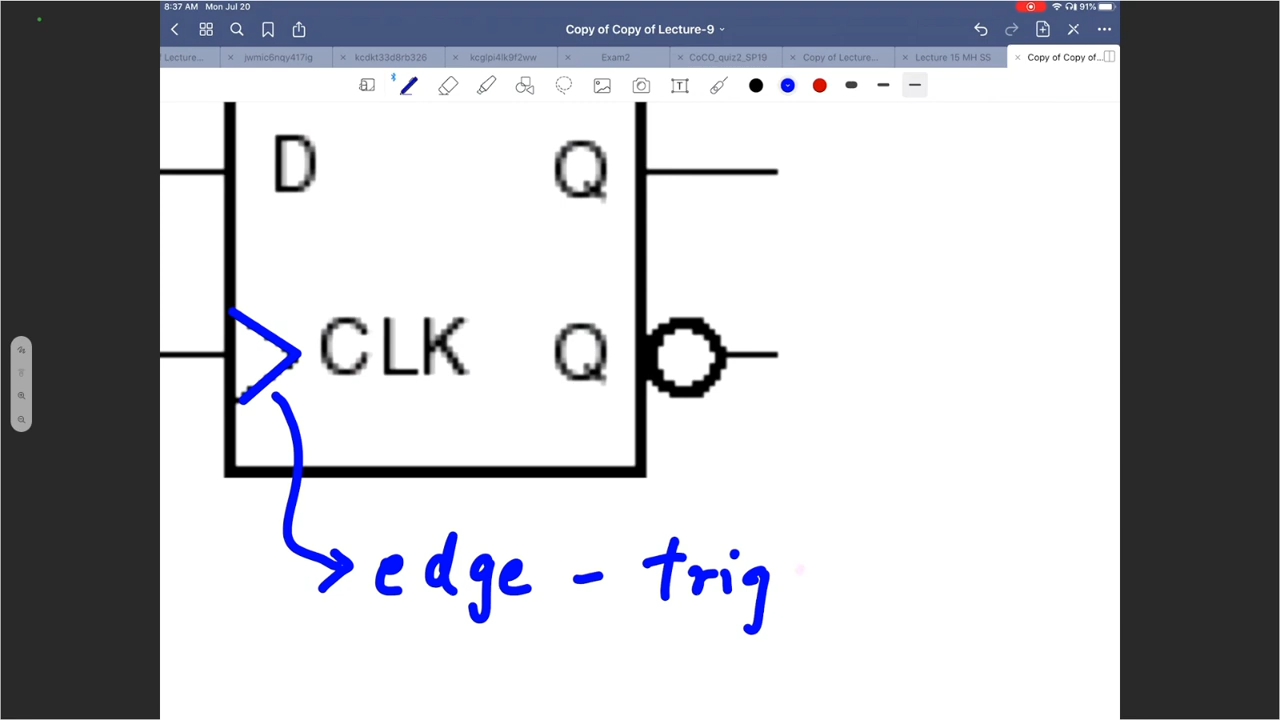 8:37 AM Mon Jul 20
91%
Copy of Copy of Lecture-9
Lecture...
jwmic6nqy417ig
kcdkt33d8rb326
kcglpi4lk9f2ww
Exam2
CoCO_quiz2_SP19
Copy of Lecture...
Lecture 15 MH SS
Copy of Copy of...
T
D Q
CLK Q
edge - trig